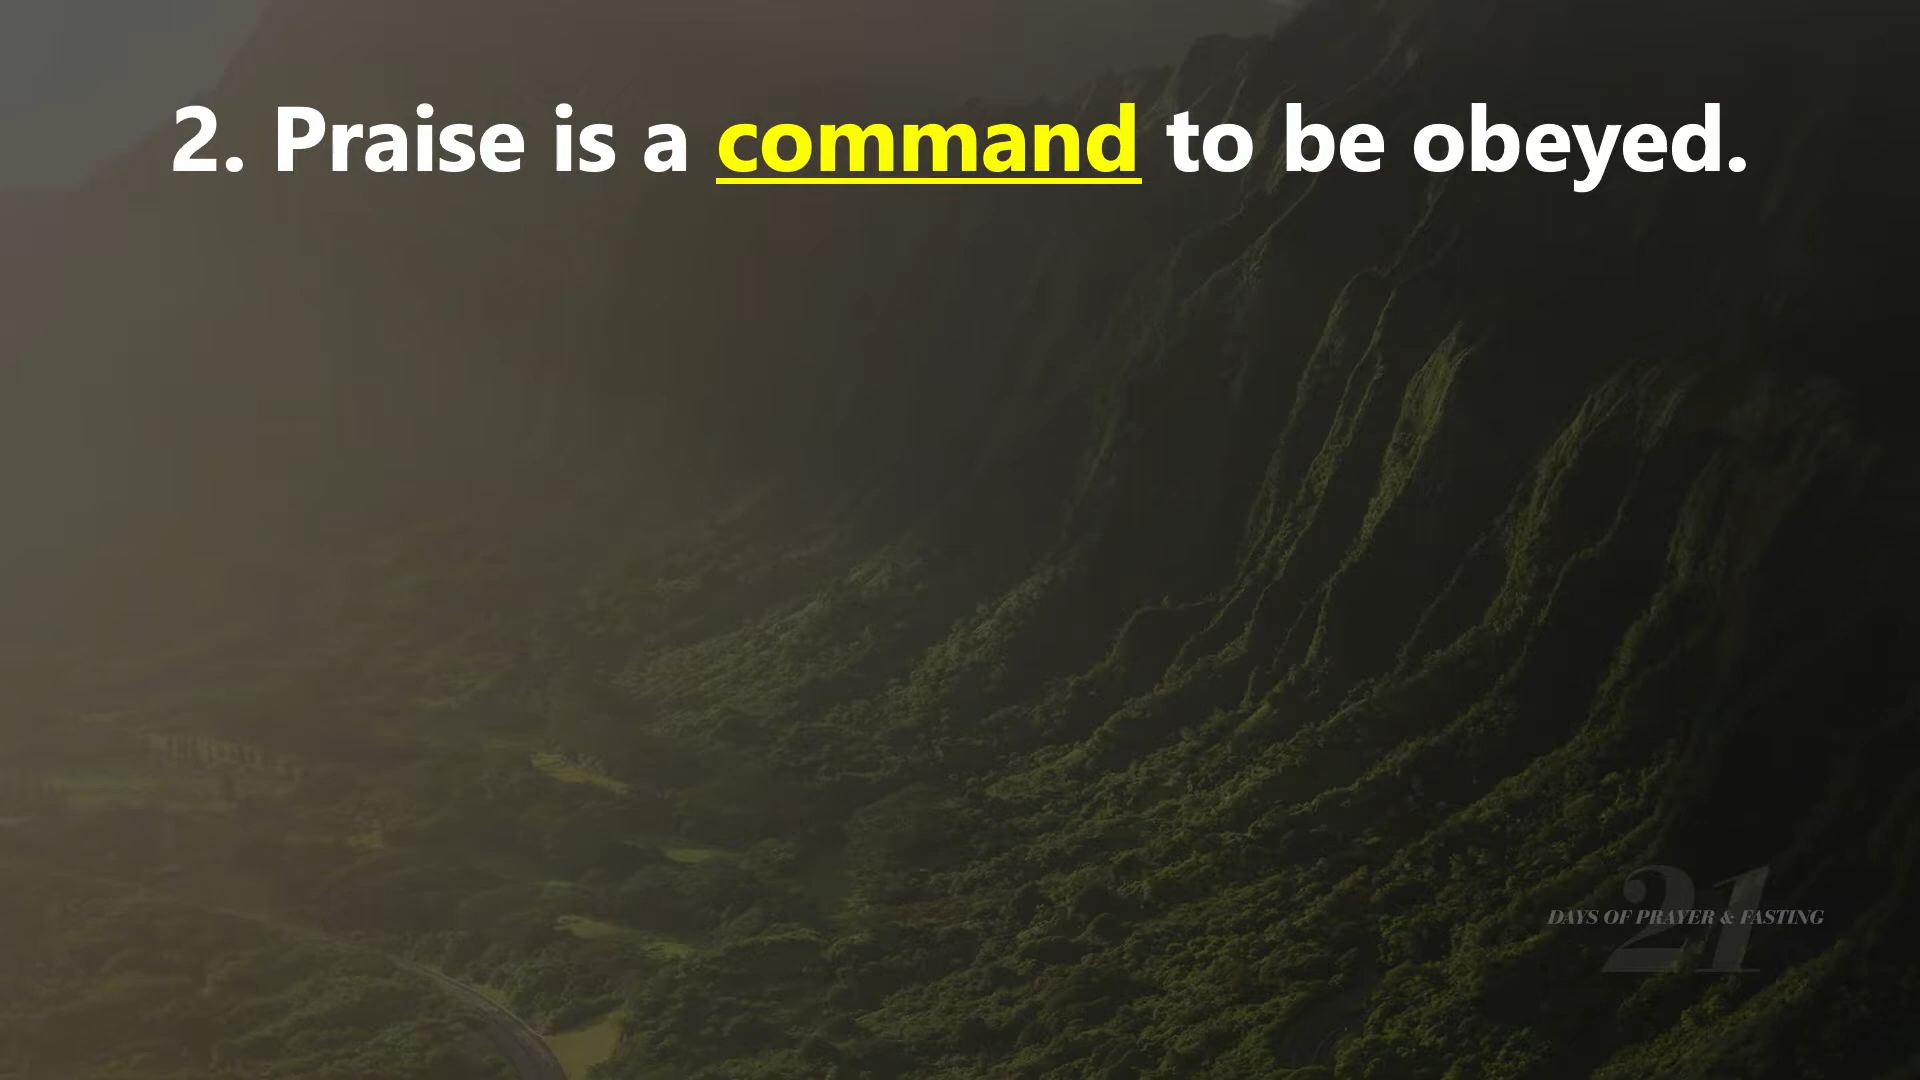 2. Praise is a command to be obeyed.
21
DAYS OF PRAYER & FASTING